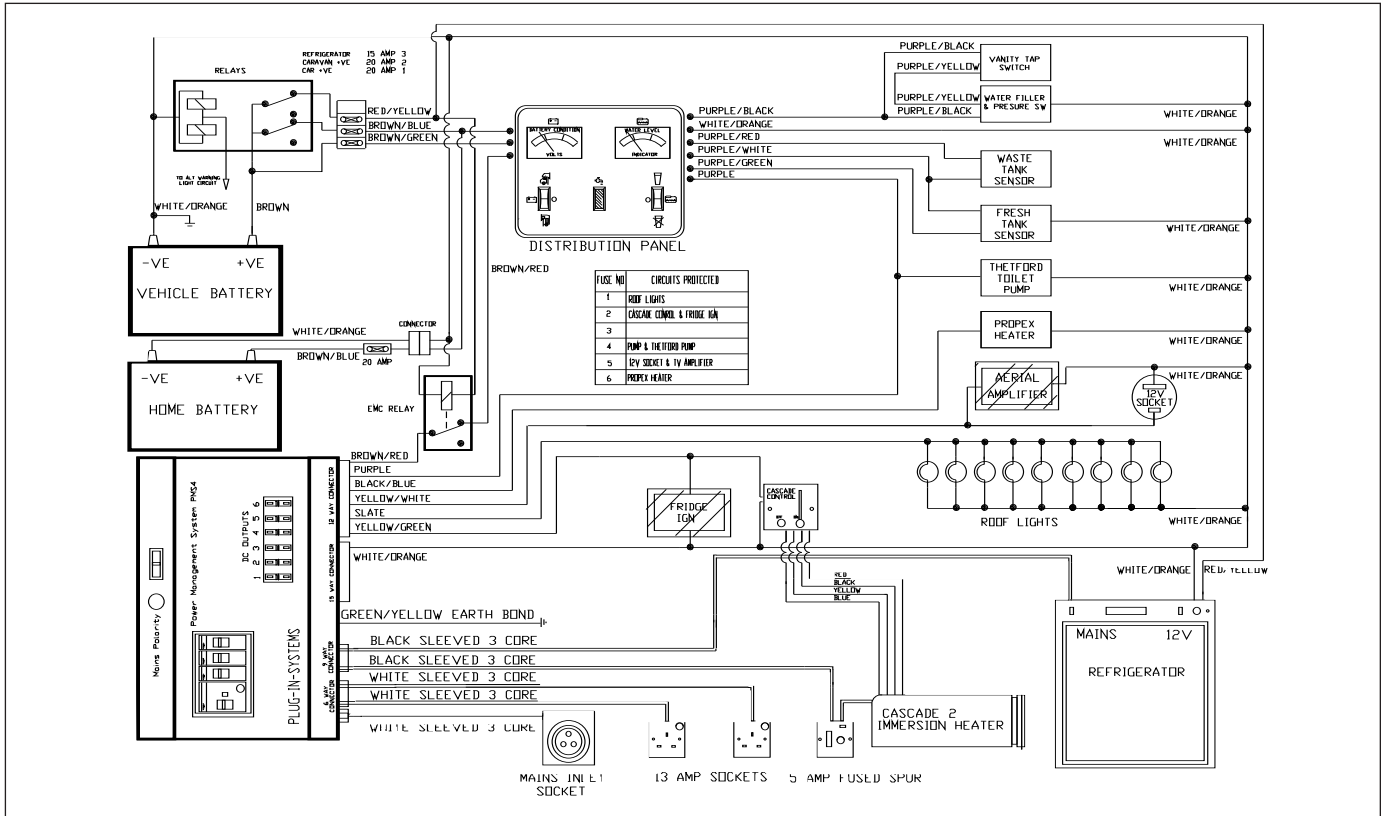 REFRIGERATOR 15 AMP 3
CARAVAN +VE 20 AMP 2
CAR +VE 20 AMP 1
RELAYS
RED/YELLOW
BROWN/BLUE
BROWN/GREEN
TO ALT WARNING
LIGHT CIRCUIT
WHITE/ORANGE
BROWN
-VE +VE
VEHICLE BATTERY
BATTERY CONDITION
VOLTS
WATER LEVEL
INDICATOR
DISTRIBUTION PANEL
PURPLE/BLACK
WHITE/ORANGE
PURPLE/RED
PURPLE/WHITE
PURPLE/GREEN
PURPLE
PURPLE/BLACK
PURPLE/YELLOW
VANITY TAP
SWITCH
PURPLE/YELLOW
PURPLE/BLACK
WATER FILLER
& PRESURE SW
WHITE/ORANGE
WHITE/ORANGE
WASTE
TANK
SENSOR
FRESH
TANK
SENSOR
WHITE/ORANGE
THETFORD
TOILET
PUMP
WHITE/ORANGE
PROPEX
HEATER
WHITE/ORANGE
AERIAL
AMPLIFIER
12V
SOCKET
WHITE/ORANGE
ROOF LIGHTS
WHITE/ORANGE
BROWN/RED
FUSE NO CIRCUITS PROTECTED
1 ROOF LIGHTS
2 CASCADE CONROL & FRIDGE IGN
3
4 PUMP & THETFORD PUMP
5 12V SOCKET & TV AMPLIFIER
6 PROPEX HEATER
WHITE/ORANGE
CONNECTOR
BROWN/BLUE
20 AMP
-VE +VE
HOME BATTERY
EMC RELAY
BROWN/RED
PURPLE
BLACK/BLUE
YELLOW/WHITE
SLATE
YELLOW/GREEN
WHITE/ORANGE
GREEN/YELLOW EARTH BOND
BLACK SLEEVED 3 CORE
BLACK SLEEVED 3 CORE
WHITE SLEEVED 3 CORE
WHITE SLEEVED 3 CORE
WHITE SLEEVED 3 CORE
12 WAY CONNECTOR
15 WAY CONNECTOR
9 WAY
CONNECTOR
6 WAY
CONNECTOR
Mains Polarity
Power Management System PMS4
DC OUTPUTS
1 2 3 4 5 6
PLUG-IN-SYSTEMS
FRIDGE
IGN
CASCADE
CONTROL
RED
BLACK
YELLOW
BLUE
MAINS INLET
SOCKET
13 AMP SOCKETS
5 AMP FUSED SPUR
CASCADE 2
IMMERSION HEATER
WHITE/ORANGE
RED/YELLOW
MAINS 12V
REFRIGERATOR